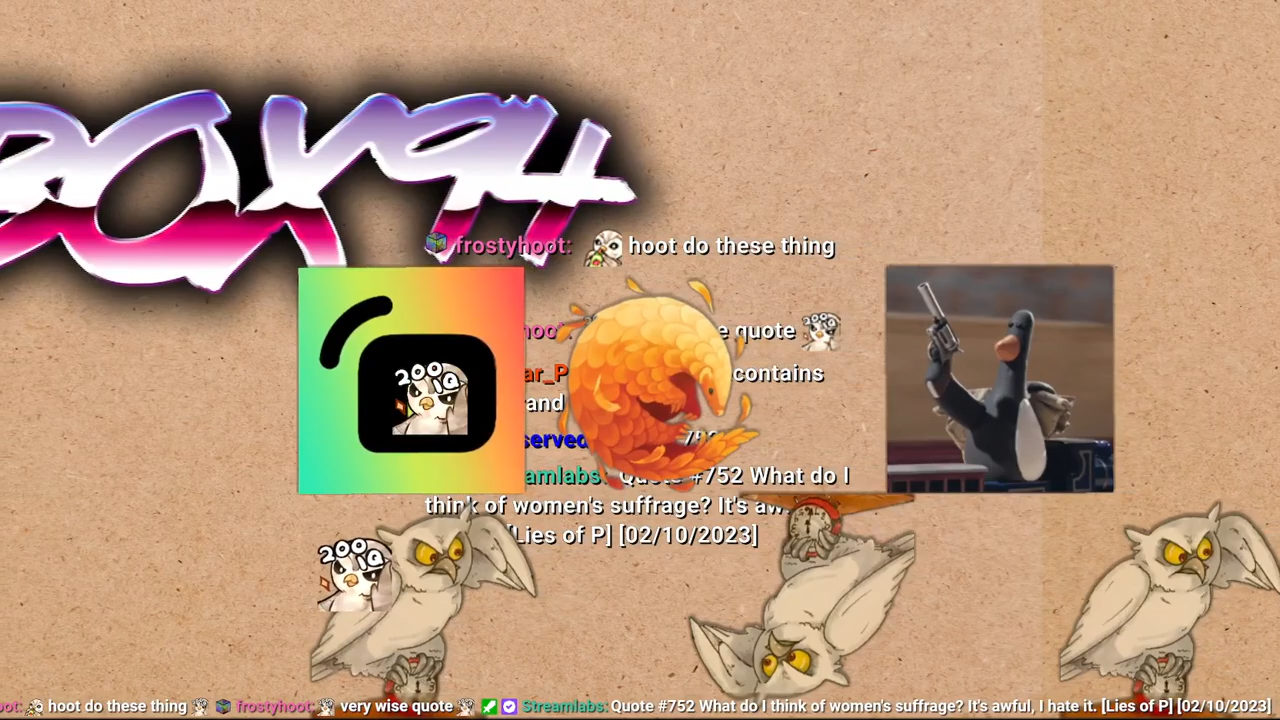 frostyhoot: hoot do these thing
quote
contains
and
served
Streamlabs: Quote #752 What do I
think of women's suffrage? It's aw
[Lies of P] [02/10/2023]
200 IQ
200 IQ
hoot do these thing frostyhoot: very wise quote Streamlabs: Quote #752 What do I think of women's suffrage? It's awful, I hate it. [Lies of P] [02/10/2023]